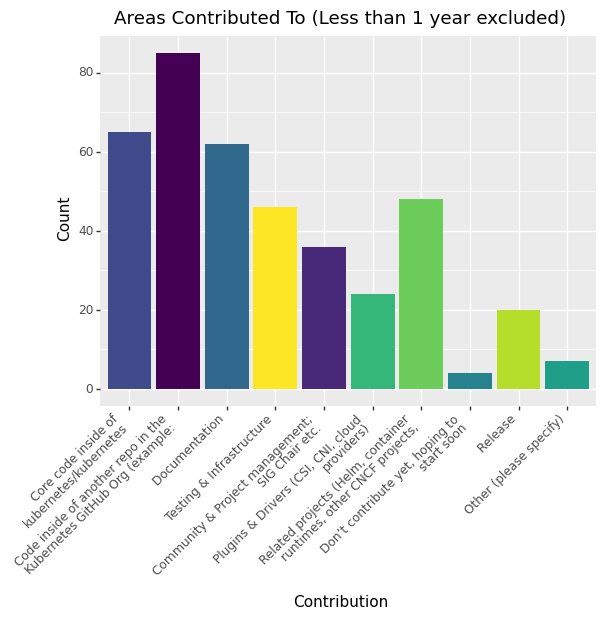 Areas Contributed To (Less than 1 year excluded)
80
60
40
20
0
Count
Core code inside of
kubernetes/kubernetes
Code inside of another repo in the
Kubernetes GitHub Org (example:
Documentation
Testing & Infrastructure
Community & Project management;
SIG Chair etc.
Plugins & Drivers (CSI, CNI, cloud
providers)
Related projects (Helm, container
runtimes, other CNCF projects,
Don't contribute yet, hoping to
start soon
Release
Other (please specify)
Contribution